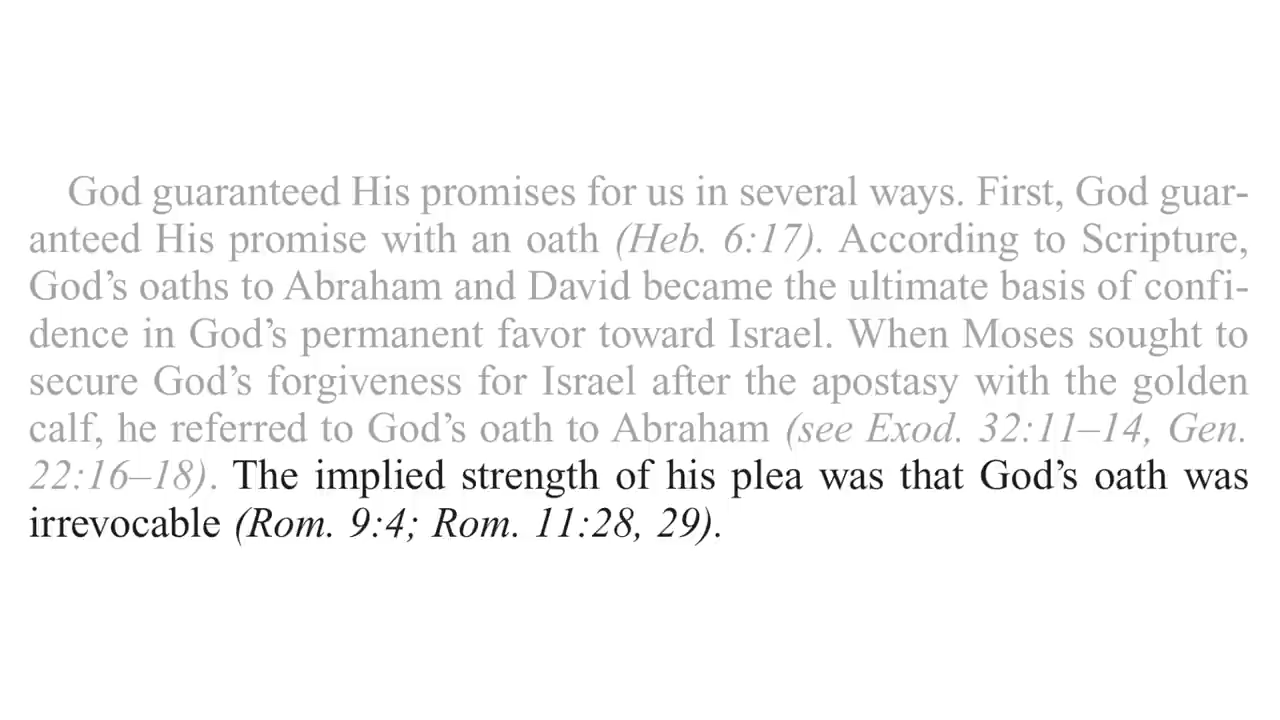 God guaranteed His promises for us in several ways. First, God guar-
anteed His promise with an oath (Heb. 6:17). According to Scripture,
God’s oaths to Abraham and David became the ultimate basis of confi-
dence in God’s permanent favor toward Israel. When Moses sought to
secure God’s forgiveness for Israel after the apostasy with the golden
calf, he referred to God’s oath to Abraham (see Exod. 32:11–14, Gen.
22:16–18). The implied strength of his plea was that God’s oath was
irrevocable (Rom. 9:4; Rom. 11:28, 29).